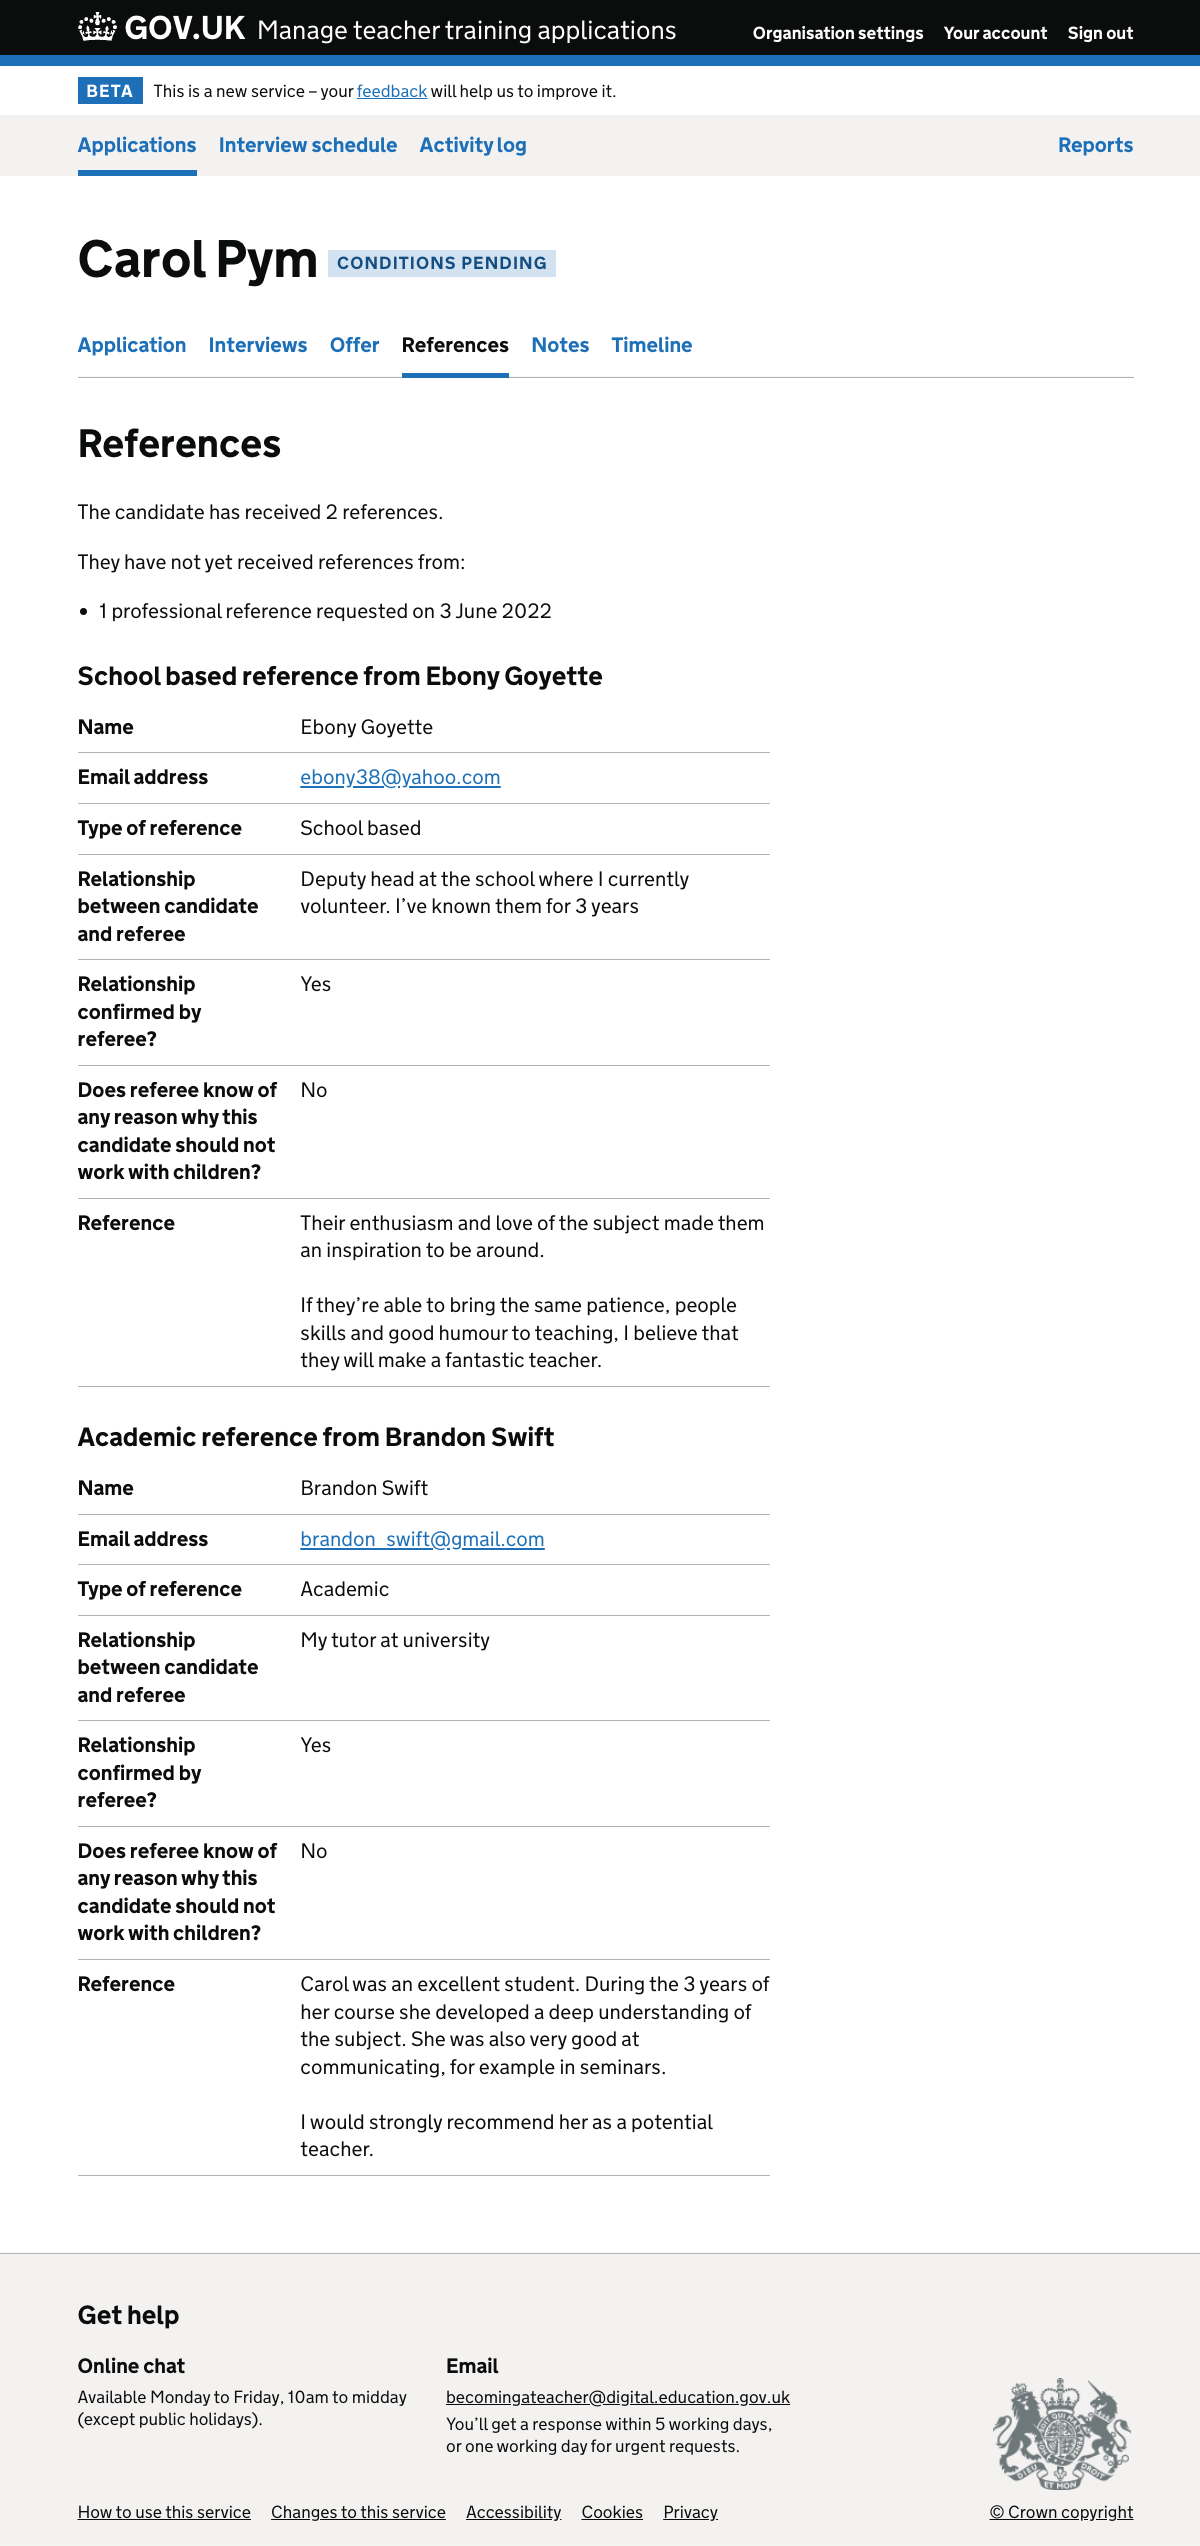 GOV.UK Manage teacher training applications Organisation settings Your account Sign out
BETA This is a new service – your feedback will help us to improve it.
Applications Interview schedule Activity log Reports
Carol Pym CONDITIONS PENDING
Application Interviews Offer References Notes Timeline
References
The candidate has received 2 references.
They have not yet received references from:
• 1 professional reference requested on 3 June 2022
School based reference from Ebony Goyette
Name Ebony Goyette
Email address ebony38@yahoo.com
Type of reference School based
Relationship
between candidate
and referee
Deputy head at the school where I currently
volunteer. I’ve known them for 3 years
Relationship
confirmed by
referee?
Yes
Does referee know of
any reason why this
candidate should not
work with children?
No
Reference
Their enthusiasm and love of the subject made them
an inspiration to be around.
If they’re able to bring the same patience, people
skills and good humour to teaching, I believe that
they will make a fantastic teacher.
Academic reference from Brandon Swift
Name Brandon Swift
Email address brandon_swift@gmail.com
Type of reference Academic
Relationship
between candidate
and referee
My tutor at university
Relationship
confirmed by
referee?
Yes
Does referee know of
any reason why this
candidate should not
work with children?
No
Reference
Carol was an excellent student. During the 3 years of
her course she developed a deep understanding of
the subject. She was also very good at
communicating, for example in seminars.
I would strongly recommend her as a potential
teacher.
Get help
Online chat
Available Monday to Friday, 10am to midday
(except public holidays).
Email
becomingateacher@digital.education.gov.uk
You’ll get a response within 5 working days,
or one working day for urgent requests.
DIEU ET MON DROIT
How to use this service Changes to this service Accessibility Cookies Privacy © Crown copyright